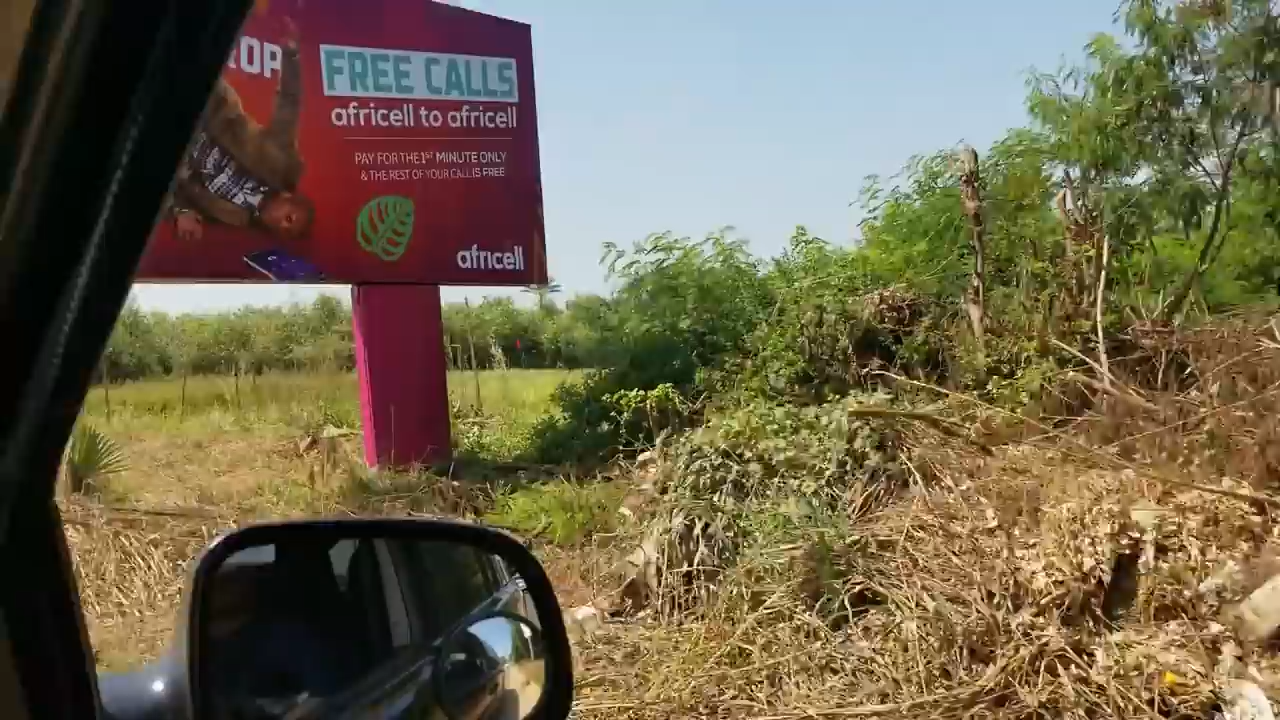 FREE CALLS
africell to africell
PAY FOR THE 1ST MINUTE ONLY
& THE REST OF YOUR CALL IS FREE
africell